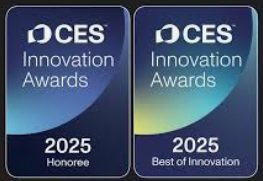 CES
Innovation
Awards
2025
Honoree
CES
Innovation
Awards
2025
Best of Innovation